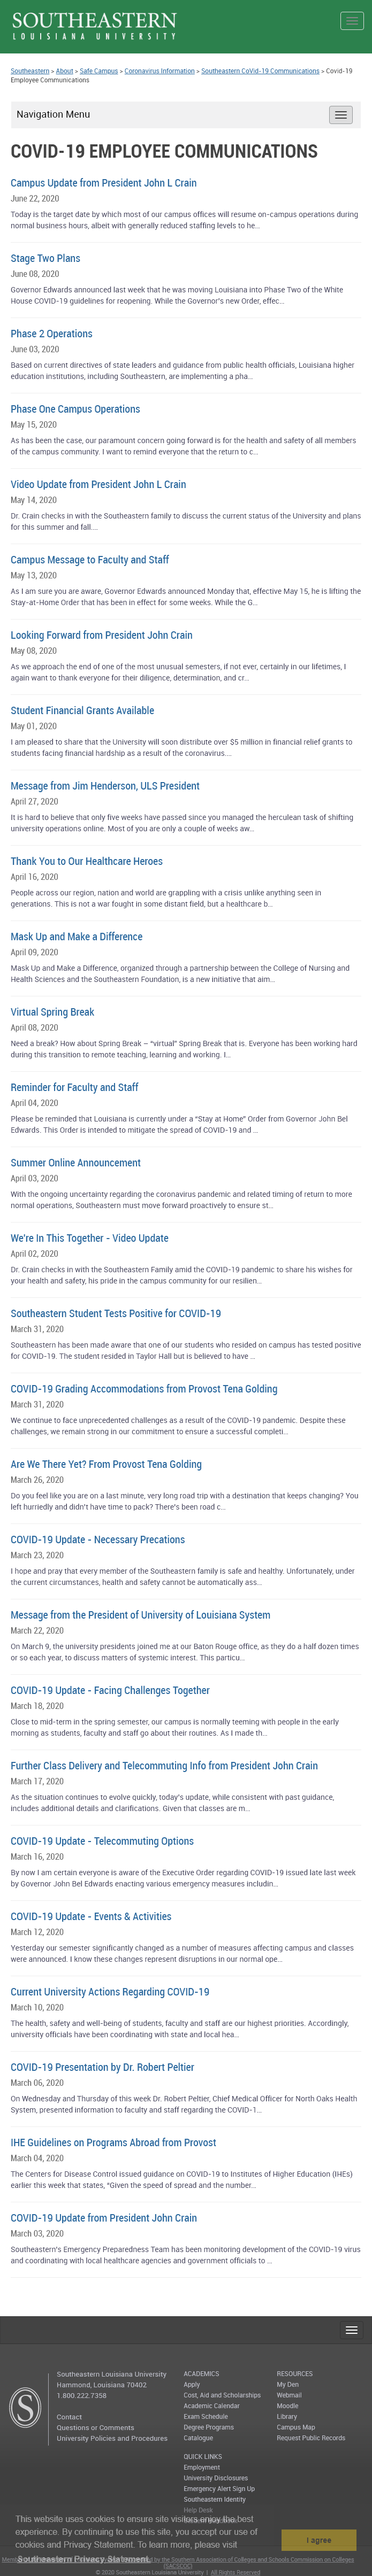 SOUTHEASTERN
LOUISIANA UNIVERSITY
Southeastern > About > Safe Campus > Coronavirus Information > Southeastern CoVid-19 Communications > Covid-19
Employee Communications
Navigation Menu
COVID-19 EMPLOYEE COMMUNICATIONS
Campus Update from President John L Crain
June 22, 2020
Today is the target date by which most of our campus offices will resume on-campus operations during
normal business hours, albeit with generally reduced staffing levels to he...
Stage Two Plans
June 08, 2020
Governor Edwards announced last week that he was moving Louisiana into Phase Two of the White
House COVID-19 guidelines for reopening. While the Governor's new Order, effec...
Phase 2 Operations
June 03, 2020
Based on current directives of state leaders and guidance from public health officials, Louisiana higher
education institutions, including Southeastern, are implementing a pha...
Phase One Campus Operations
May 15, 2020
As has been the case, our paramount concern going forward is for the health and safety of all members
of the campus community. I want to remind everyone that the return to c...
Video Update from President John L Crain
May 14, 2020
Dr. Crain checks in with the Southeastern family to discuss the current status of the University and plans
for this summer and fall....
Campus Message to Faculty and Staff
May 13, 2020
As I am sure you are aware, Governor Edwards announced Monday that, effective May 15, he is lifting the
Stay-at-Home Order that has been in effect for some weeks. While the G...
Looking Forward from President John Crain
May 08, 2020
As we approach the end of one of the most unusual semesters, if not ever, certainly in our lifetimes, I
again want to thank everyone for their diligence, determination, and cr...
Student Financial Grants Available
May 01, 2020
I am pleased to share that the University will soon distribute over $5 million in financial relief grants to
students facing financial hardship as a result of the coronavirus....
Message from Jim Henderson, ULS President
April 27, 2020
It is hard to believe that only five weeks have passed since you managed the herculean task of shifting
university operations online. Most of you are only a couple of weeks aw...
Thank You to Our Healthcare Heroes
April 16, 2020
People across our region, nation and world are grappling with a crisis unlike anything seen in
generations. This is not a war fought in some distant field, but a healthcare b...
Mask Up and Make a Difference
April 09, 2020
Mask Up and Make a Difference, organized through a partnership between the College of Nursing and
Health Sciences and the Southeastern Foundation, is a new initiative that aim...
Virtual Spring Break
April 08, 2020
Need a break? How about Spring Break – "virtual" Spring Break that is. Everyone has been working hard
during this transition to remote teaching, learning and working. I...
Reminder for Faculty and Staff
April 04, 2020
Please be reminded that Louisiana is currently under a "Stay at Home" Order from Governor John Bel
Edwards. This Order is intended to mitigate the spread of COVID-19 and ...
Summer Online Announcement
April 03, 2020
With the ongoing uncertainty regarding the coronavirus pandemic and related timing of return to more
normal operations, Southeastern must move forward proactively to ensure st...
We're In This Together - Video Update
April 02, 2020
Dr. Crain checks in with the Southeastern Family amid the COVID-19 pandemic to share his wishes for
your health and safety, his pride in the campus community for our resilien...
Southeastern Student Tests Positive for COVID-19
March 31, 2020
Southeastern has been made aware that one of our students who resided on campus has tested positive
for COVID-19. The student resided in Taylor Hall but is believed to have ...
COVID-19 Grading Accommodations from Provost Tena Golding
March 31, 2020
We continue to face unprecedented challenges as a result of the COVID-19 pandemic. Despite these
challenges, we remain strong in our commitment to ensure a successful completi...
Are We There Yet? From Provost Tena Golding
March 26, 2020
Do you feel like you are on a last minute, very long road trip with a destination that keeps changing? You
left hurriedly and didn't have time to pack? There's been road c...
COVID-19 Update - Necessary Precations
March 23, 2020
I hope and pray that every member of the Southeastern family is safe and healthy. Unfortunately, under
the current circumstances, health and safety cannot be automatically ass...
Message from the President of University of Louisiana System
March 22, 2020
On March 9, the university presidents joined me at our Baton Rouge office, as they do a half dozen times
or so each year, to discuss matters of systemic interest. This particu...
COVID-19 Update - Facing Challenges Together
March 18, 2020
Close to mid-term in the spring semester, our campus is normally teeming with people in the early
morning as students, faculty and staff go about their routines. As I made th...
Further Class Delivery and Telecommuting Info from President John Crain
March 17, 2020
As the situation continues to evolve quickly, today's update, while consistent with past guidance,
includes additional details and clarifications. Given that classes are m...
COVID-19 Update - Telecommuting Options
March 16, 2020
By now I am certain everyone is aware of the Executive Order regarding COVID-19 issued late last week
by Governor John Bel Edwards enacting various emergency measures includin...
COVID-19 Update - Events & Activities
March 12, 2020
Yesterday our semester significantly changed as a number of measures affecting campus and classes
were announced. I know these changes represent disruptions in our normal ope...
Current University Actions Regarding COVID-19
March 10, 2020
The health, safety and well-being of students, faculty and staff are our highest priorities. Accordingly,
university officials have been coordinating with state and local hea...
COVID-19 Presentation by Dr. Robert Peltier
March 06, 2020
On Wednesday and Thursday of this week Dr. Robert Peltier, Chief Medical Officer for North Oaks Health
System, presented information to faculty and staff regarding the COVID-1...
IHE Guidelines on Programs Abroad from Provost
March 04, 2020
The Centers for Disease Control issued guidance on COVID-19 to Institutes of Higher Education (IHEs)
earlier this week that states, "Given the speed of spread and the number...
COVID-19 Update from President John Crain
March 03, 2020
Southeastern's Emergency Preparedness Team has been monitoring development of the COVID-19 virus
and coordinating with local healthcare agencies and government officials to ...
Southeastern Louisiana University
Hammond, Louisiana 70402
1.800.222.7358
Contact
Questions or Comments
University Policies and Procedures
ACADEMICS
Apply
Cost, Aid and Scholarships
Academic Calendar
Exam Schedule
Degree Programs
Catalogue
QUICK LINKS
Employment
University Disclosures
Emergency Alert Sign Up
Southeastern Identity
Help Desk
RESOURCES
My Den
Webmail
Moodle
Library
Campus Map
Request Public Records
This website uses cookies to ensure site visitors enjoy the best
experience. By continuing to use this site, you accept our use of
cookies and Privacy Statement. To learn more, please visit
Southeastern Privacy Statement.
I agree
by the Southern Association of Colleges and Schools Commission on Colleges
(SACSCOC)
© 2020 Southeastern Louisiana University | All Rights Reserved